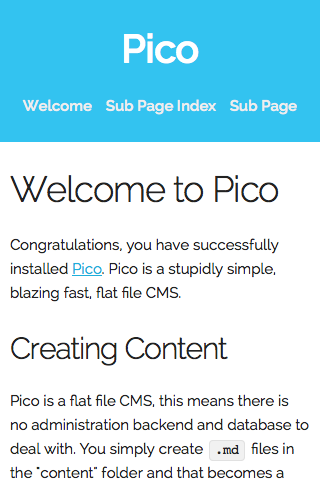 Pico
Welcome Sub Page Index Sub Page
Welcome to Pico
Congratulations, you have successfully
installed Pico. Pico is a stupidly simple,
blazing fast, flat file CMS.
Creating Content
Pico is a flat file CMS, this means there is
no administration backend and database to
deal with. You simply create .md files in
the "content" folder and that becomes a